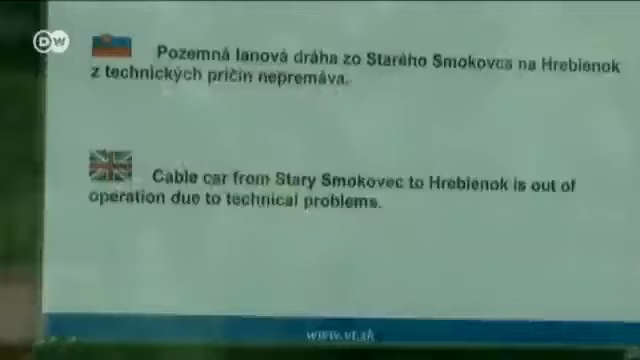 DW
Pozemná lanová dráha zo Starého Smokovca na Hrebienok
z technických príčin nepremáva.
Cable car from Stary Smokovec to Hrebienok is out of
operation due to technical problems.
www.vt.sk